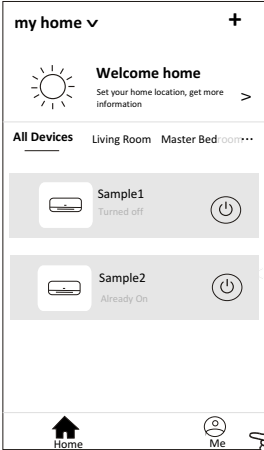 my home
Welcome home
Set your home location, get more
information
All Devices Living Room Master Bedroom
Sample1
Turned off
Sample2
Already On
Home Me